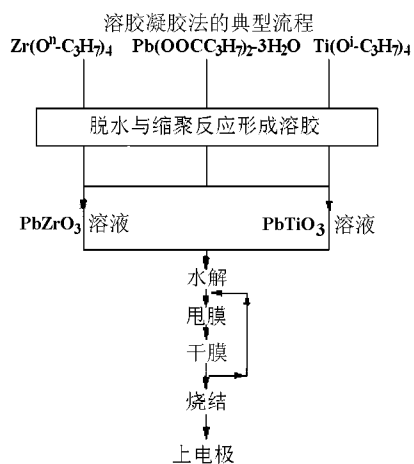 溶胶凝胶法的典型流程
Zr(Oⁿ-C₃H₇)₄ Pb(OOCC₃H₇)₂-3H₂O Ti(Oⁱ-C₃H₇)₄
脱水与缩聚反应形成溶胶
PbZrO₃ 溶液 PbTiO₃ 溶液
水解
甩膜
干膜
烧结
上电极